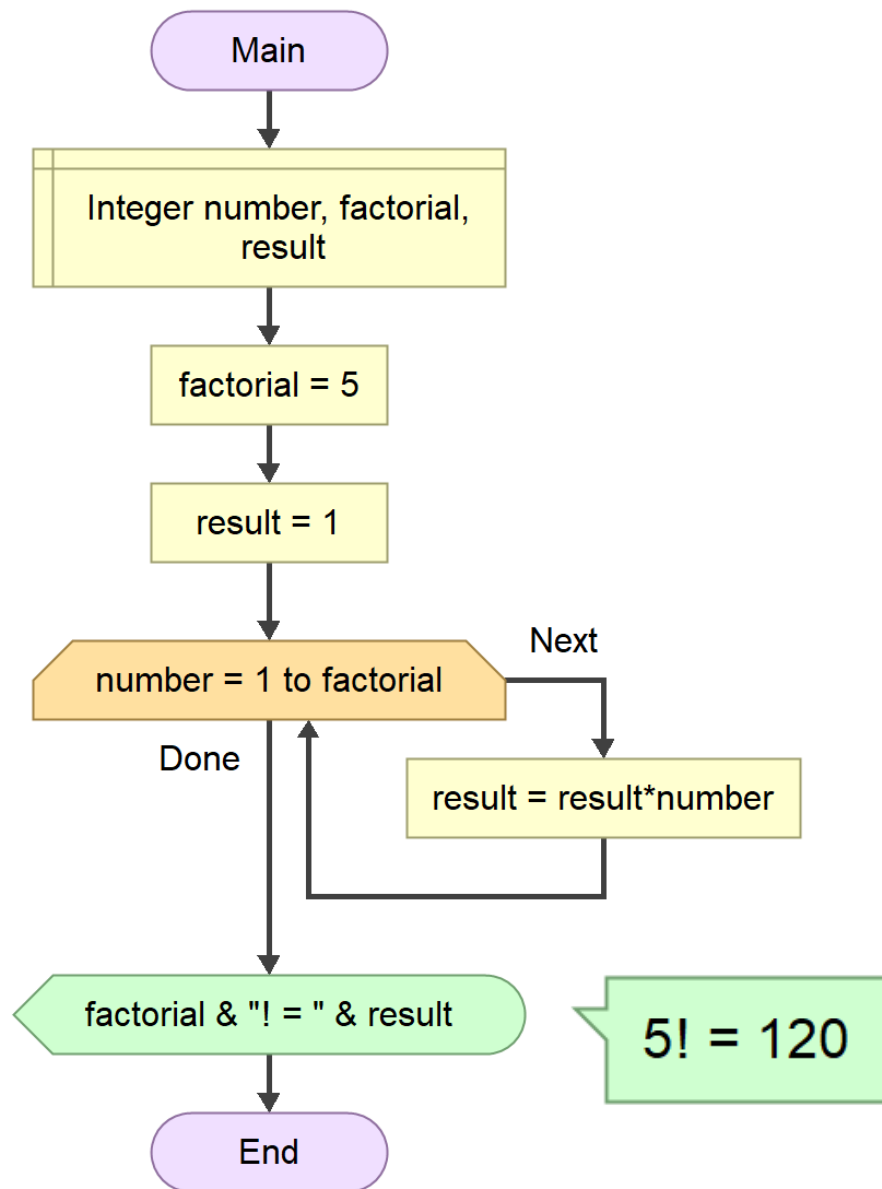 Main
Integer number, factorial,
result
factorial = 5
result = 1
number = 1 to factorial
Next
Done
result = result*number
factorial & "! = " & result
5! = 120
End